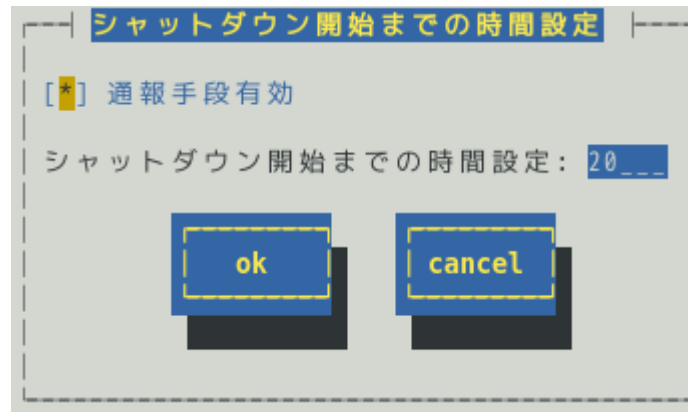 シャットダウン開始までの時間設定
[*] 通報手段有効
シャットダウン開始までの時間設定: 20___
ok cancel